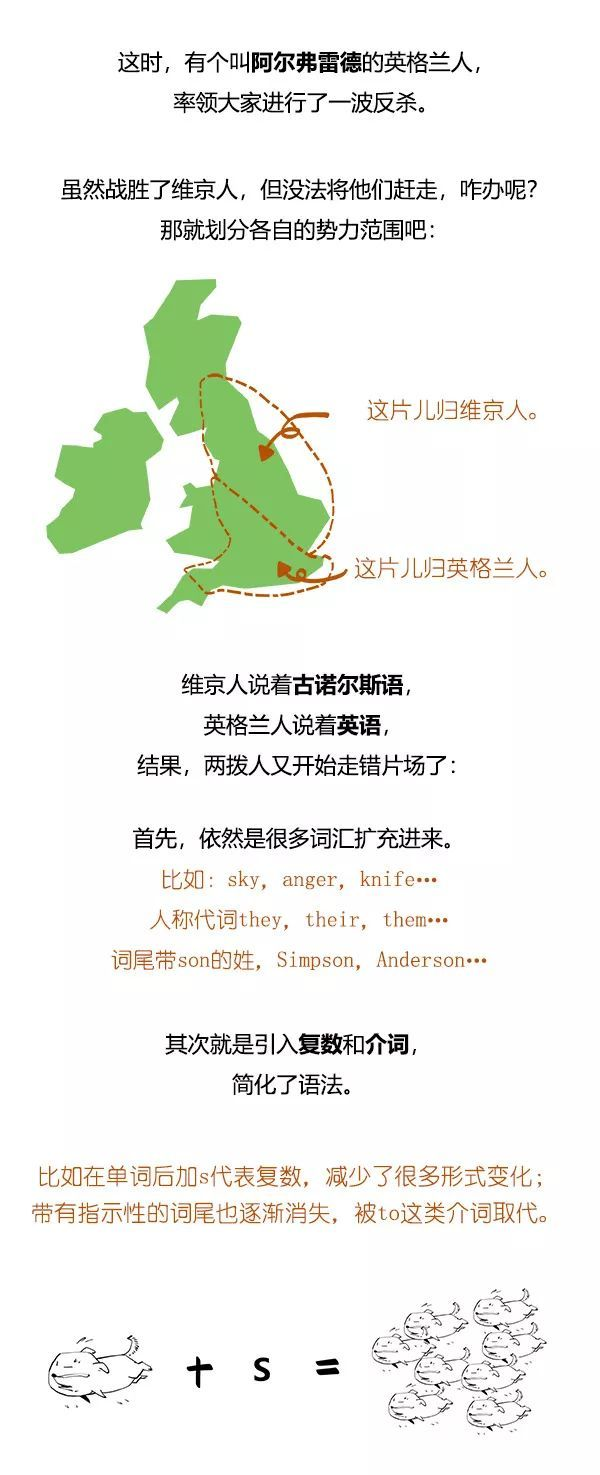 这时，有个叫阿尔弗雷德的英格兰人，
率领大家进行了一波反杀。
虽然战胜了维京人，但没法将他们赶走，咋办呢？
那就划分各自的势力范围吧：
这片儿归维京人。
这片儿归英格兰人。
维京人说着古诺尔斯语，
英格兰人说着英语，
结果，两拨人又开始走错片场了：
首先，依然是很多词汇扩充进来。
比如：sky，anger，knife…
人称代词they，their，them…
词尾带son的姓，Simpson，Anderson…
其次就是引入复数和介词，
简化了语法。
比如在单词后加s代表复数，减少了很多形式变化；
带有指示性的词尾也逐渐消失，被to这类介词取代。
+ s =